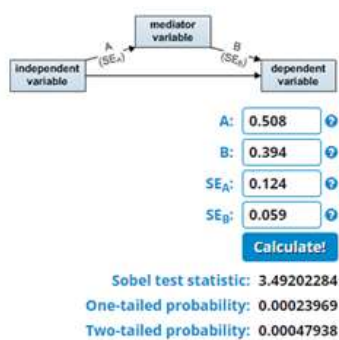 mediator
variable
A
(SEA)
B
(SEB)
independent
variable
dependent
variable
A: 0.508
B: 0.394
SEA: 0.124
SEB: 0.059
Calculate!
Sobel test statistic: 3.49202284
One-tailed probability: 0.00023969
Two-tailed probability: 0.00047938